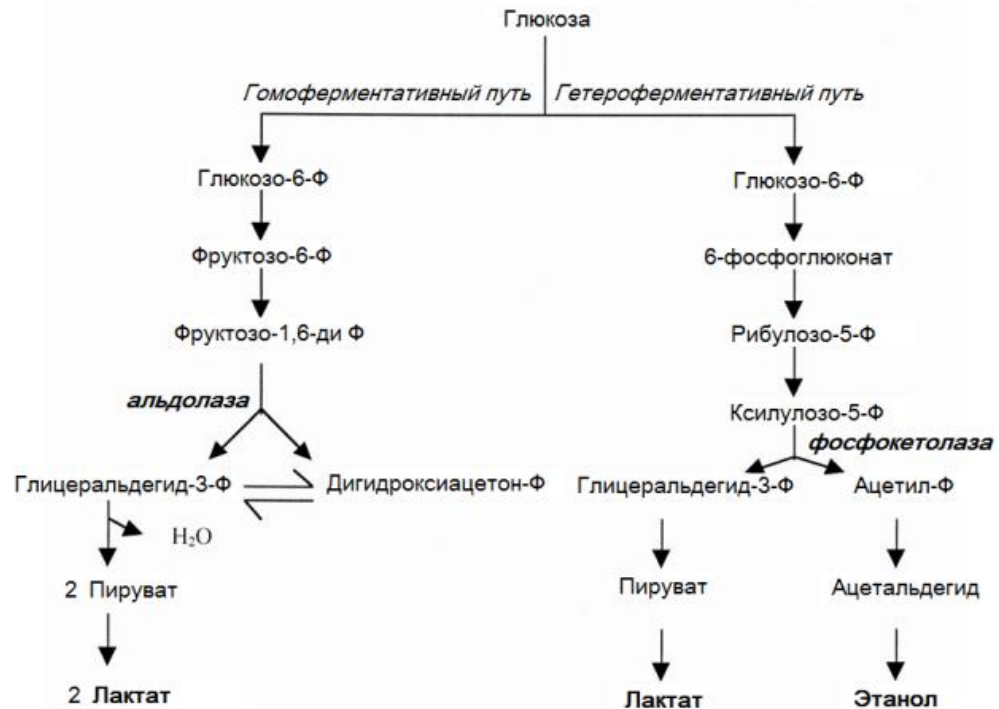 Глюкоза
Гомоферментативный путь Гетероферментативный путь
Глюкозо-6-Ф Глюкозо-6-Ф
Фруктозо-6-Ф 6-фосфоглюконат
Фруктозо-1,6-ди Ф Рибулозо-5-Ф
альдолаза Ксилулозо-5-Ф
фосфокетолаза
Глицеральдегид-3-Ф Дигидроксиацетон-Ф Глицеральдегид-3-Ф Ацетил-Ф
H₂O
2 Пируват Пируват Ацетальдегид
2 Лактат Лактат Этанол